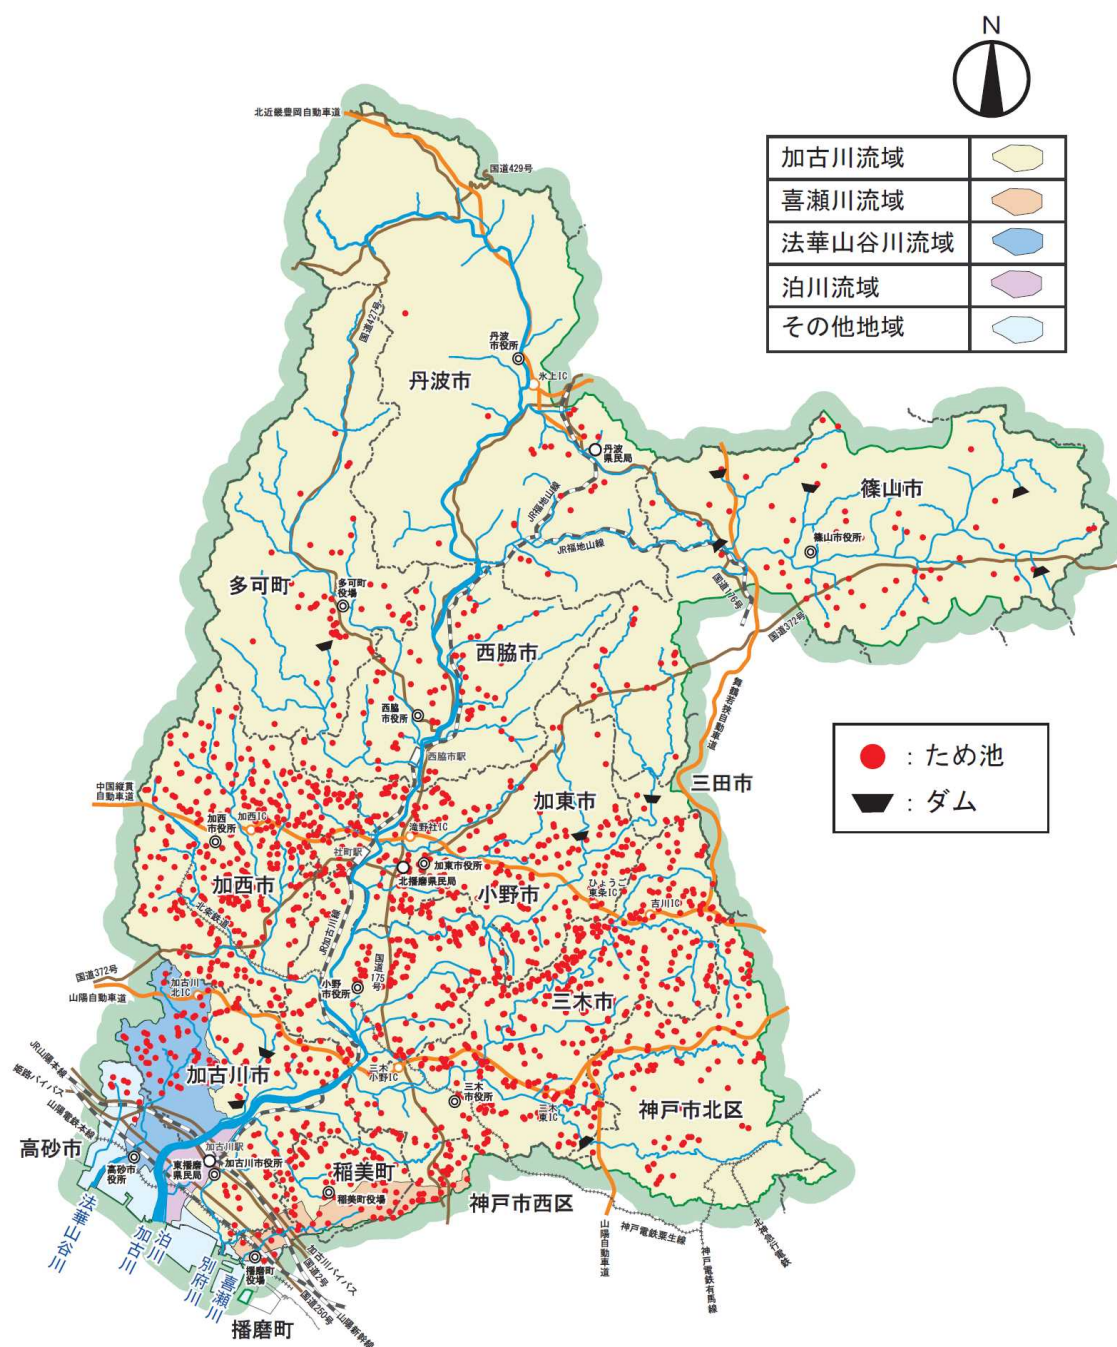 N
加古川流域
喜瀬川流域
法華山谷川流域
泊川流域
その他地域
北近畿豊岡自動車道
国道429号
国道427号
丹波
市役所
氷上IC
丹波市
丹波
県民局
篠山市
JR福地山線
JR福地山線
篠山市役所
国道176号
国道372号
多可町
多可町
役場
西脇市
舞鶴若狭自動車道
西脇
市役所
西脇市駅
：ため池
：ダム
三田市
中国縦貫
自動車道
加西
市役所
加西IC
加東市
滝野社IC
社町駅
加東市役所
北播磨県民局
加西市
小野市
ひょうご
東条IC
吉川IC
北条鉄道
JR加古川線
国道175号
国道372号
山陽自動車道
加古川
北IC
小野
市役所
三木市
JR山陽本線
姫路バイパス
山陽電鉄本線
加古川市
三木
小野IC
三木
市役所
三木
東IC
神戸市北区
高砂市
高砂市
役所
加古川駅
東播磨
県民局
加古川市役所
稲美町
稲美町役場
神戸市西区
神戸電鉄粟生線
山陽自動車道
神戸電鉄有馬線
法華山谷川
加古川
泊川
別府川
喜瀬川
播磨町
役場
加古川バイパス
国道2号
国道250号
山陽新幹線
播磨町